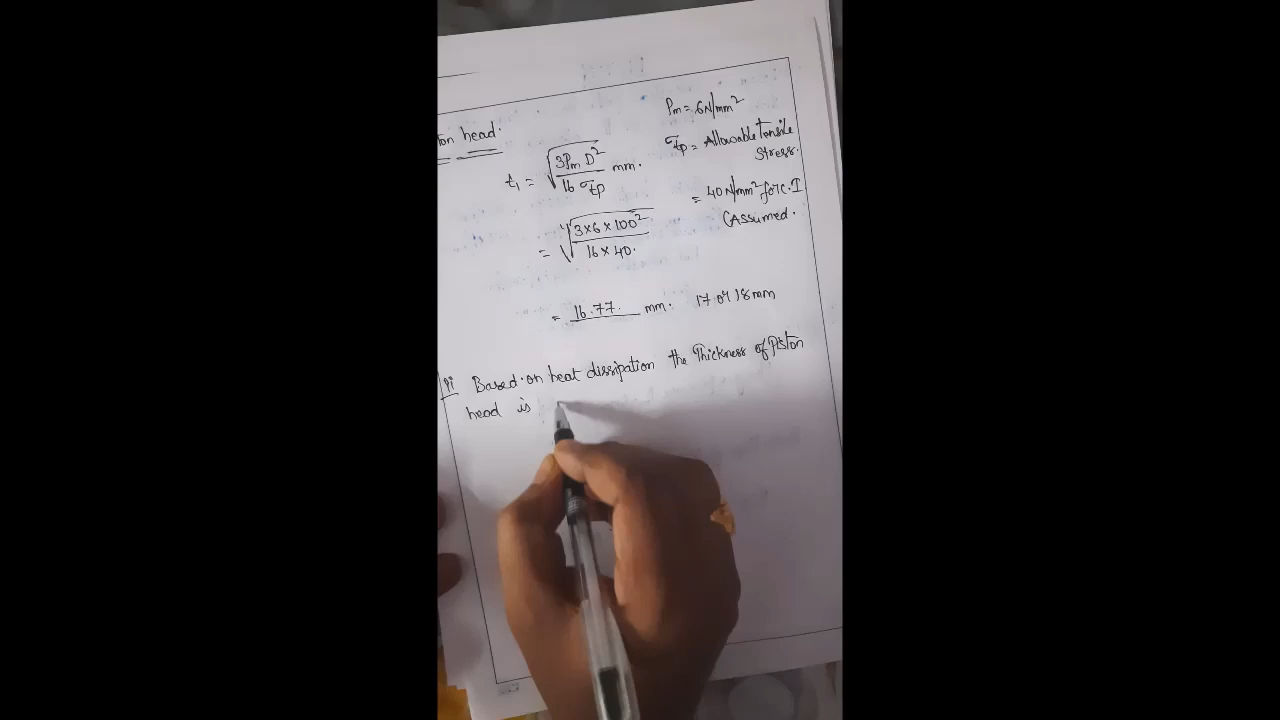 ton head.
Pm = 6N/mm²
t₁ = √(3Pm D² / 16 σtp) mm.
σtp = Allowable Tensile
Stress.
= √(3×6×100² / 16×40.)
= 40 N/mm² for C.I
(Assumed.
= 16.77. mm. 17 or 18mm
ii Based on heat dissipation the Thickness of Piston
head is